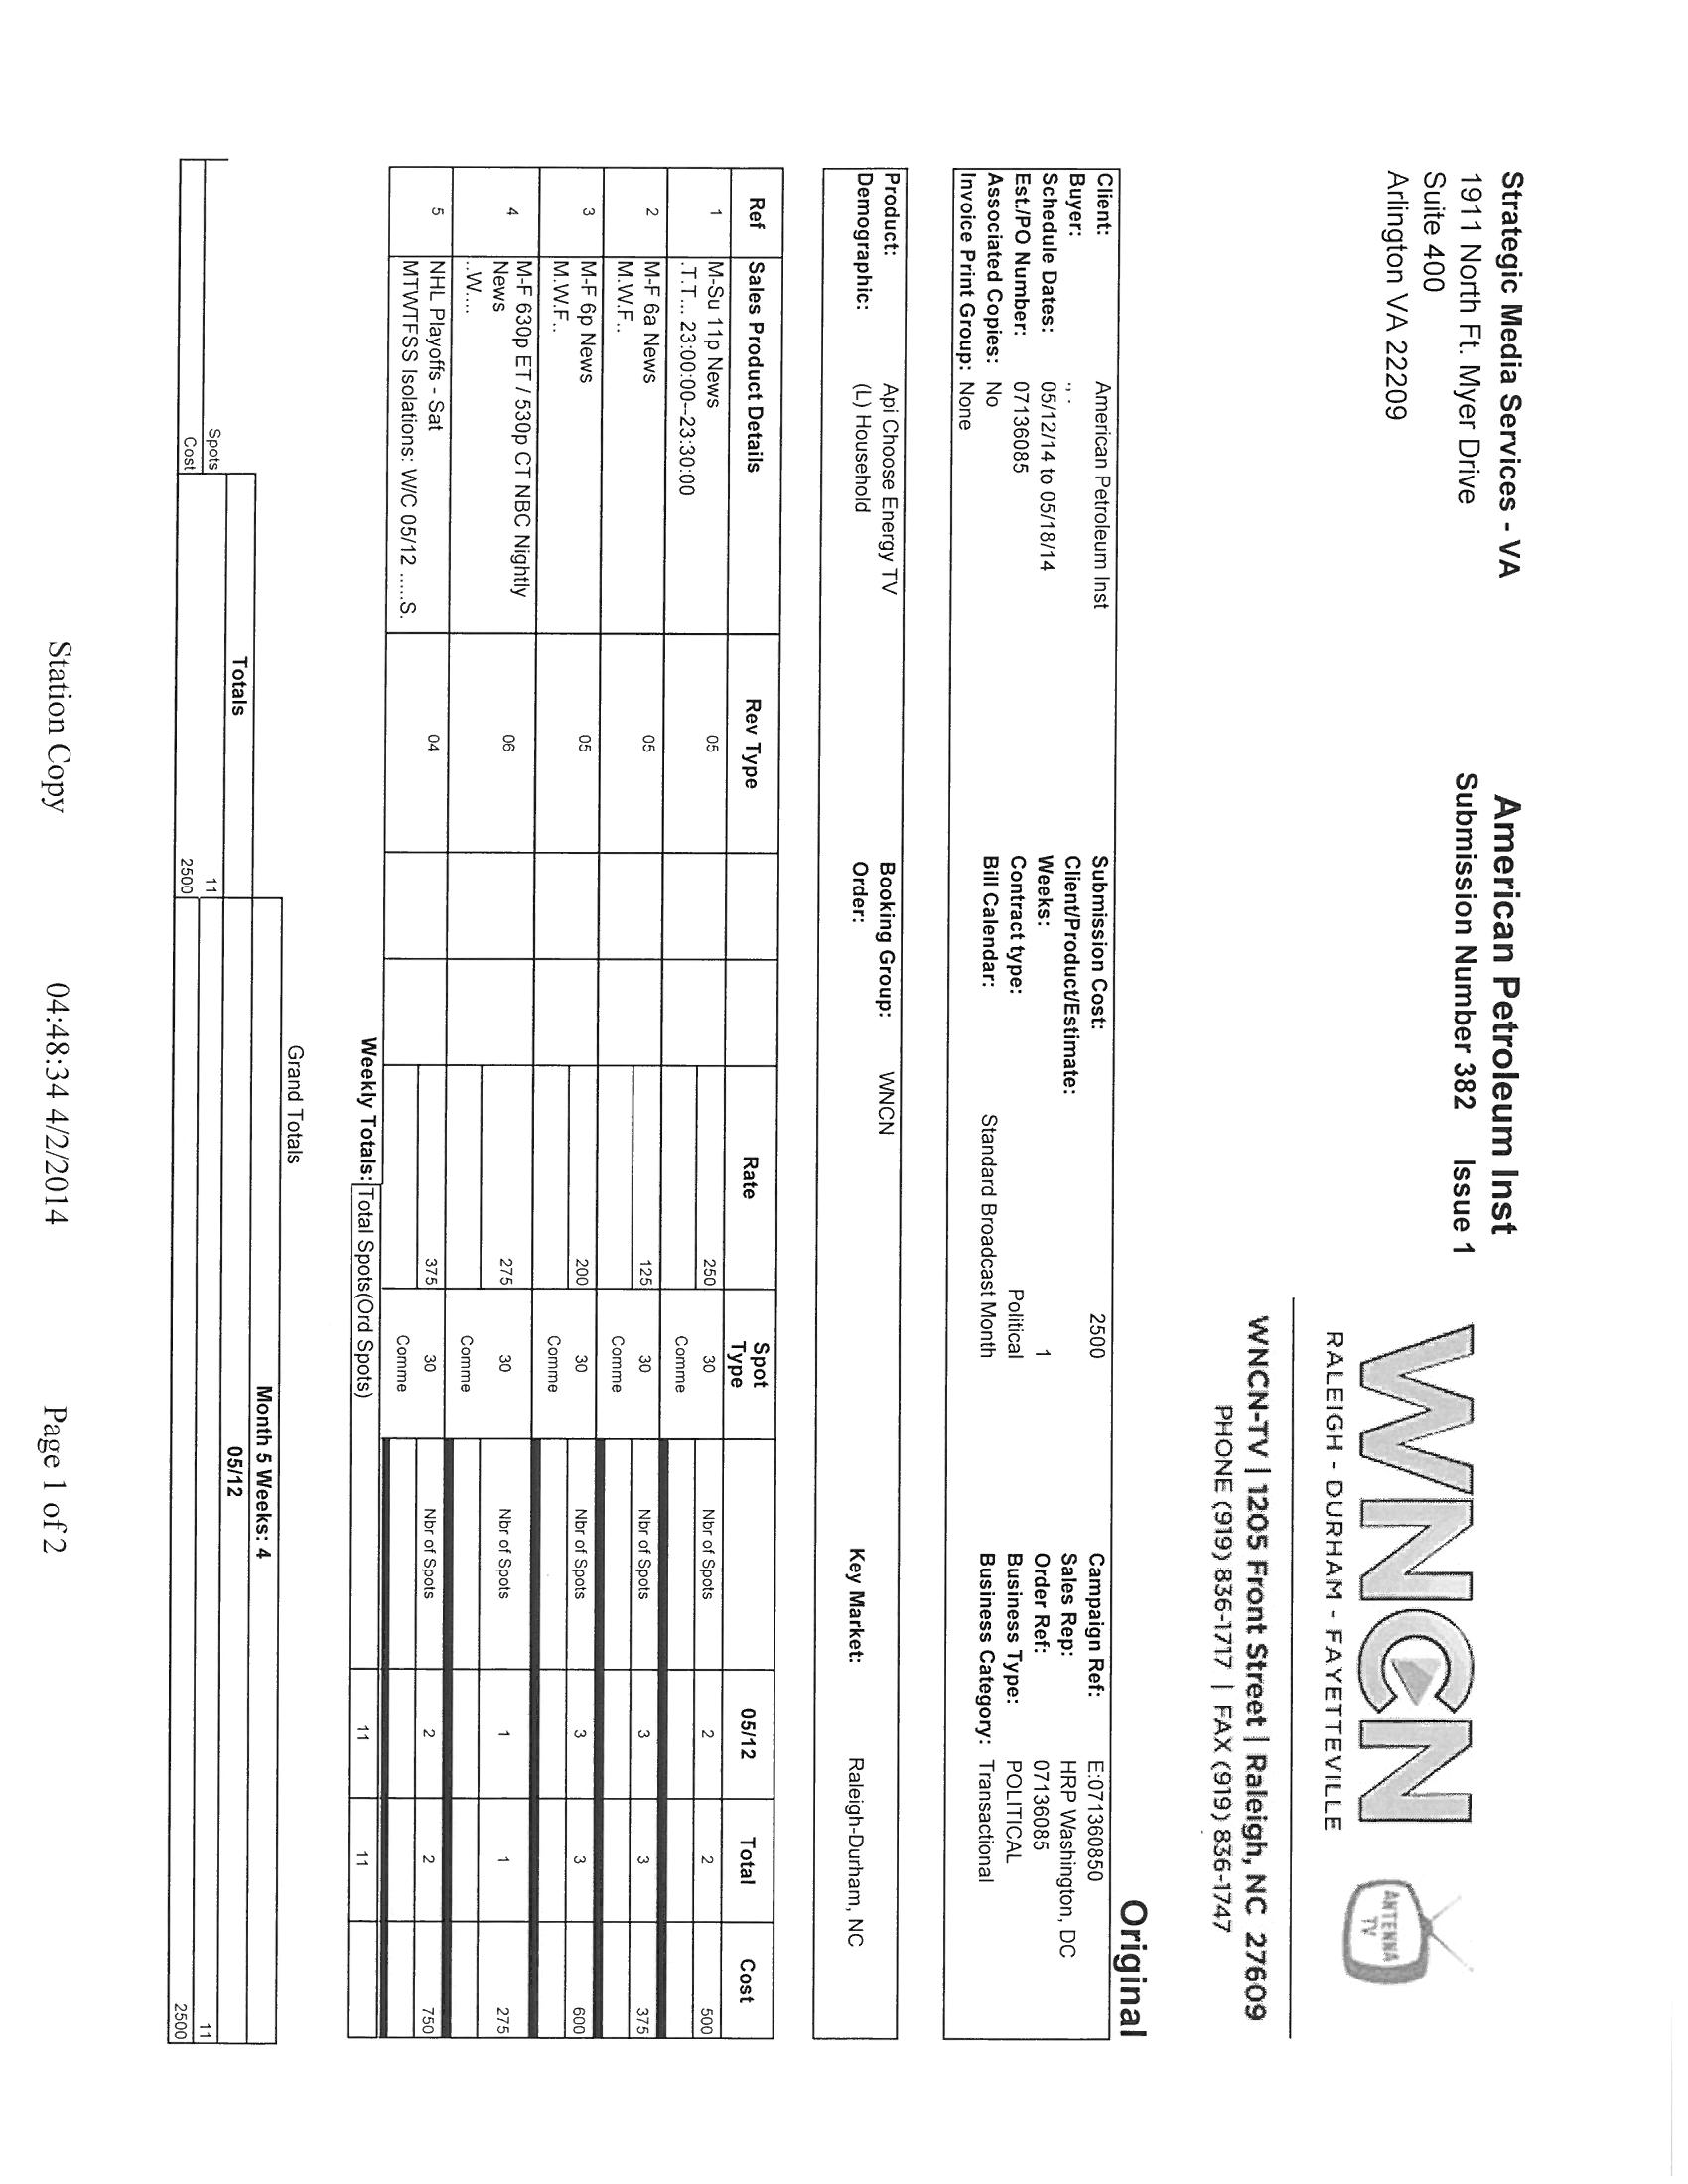 Strategic Media Services - VA
1911 North Ft. Myer Drive
Suite 400
Arlington VA 22209
American Petroleum Inst
Submission Number 382 Issue 1
WNCN
RALEIGH - DURHAM - FAYETTEVILLE
ANTENNA TV
WNCN-TV | 1205 Front Street | Raleigh, NC 27609
PHONE (919) 836-1717 | FAX (919) 836-1747
Original
Client: American Petroleum Inst Submission Cost: 2500 Campaign Ref: E:071360850
Buyer: ,, . Client/Product/Estimate: Sales Rep: HRP Washington, DC
Schedule Dates: 05/12/14 to 05/18/14 Weeks: 1 Order Ref: 07136085
Est./PO Number: 07136085 Contract type: Political Business Type: POLITICAL
Associated Copies: No Bill Calendar: Standard Broadcast Month Business Category: Transactional
Invoice Print Group: None
Product: Api Choose Energy TV Booking Group: WNCN
Demographic: (L) Household Order: Key Market: Raleigh-Durham, NC
Ref Sales Product Details Rev Type Rate Spot Type 05/12 Total Cost
1 M-Su 11p News 05 250 30 Nbr of Spots 2 2 500
.T.T... 23:00:00--23:30:00 Comme
2 M-F 6a News 05 125 30 Nbr of Spots 3 3 375
M.W.F.. Comme
3 M-F 6p News 05 200 30 Nbr of Spots 3 3 600
M.W.F.. Comme
4 M-F 630p ET / 530p CT NBC Nightly News 06 275 30 Nbr of Spots 1 1 275
..W.... Comme
5 NHL Playoffs - Sat 04 375 30 Nbr of Spots 2 2 750
MTWTFSS Isolations: W/C 05/12 .....S. Comme
Weekly Totals: Total Spots(Ord Spots) 11 11
Grand Totals
Month 5 Weeks: 4
Totals 05/12
Spots 11 11
Cost 2500 2500
Station Copy 04:48:34 4/2/2014 Page 1 of 2